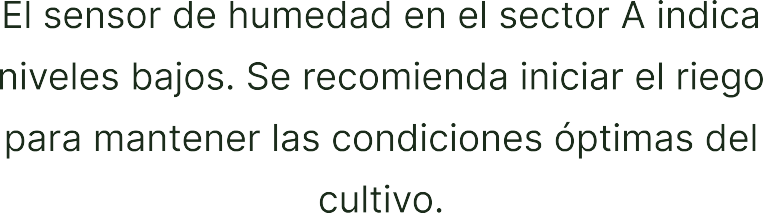 El sensor de humedad en el sector A indica
niveles bajos. Se recomienda iniciar el riego
para mantener las condiciones óptimas del
cultivo.